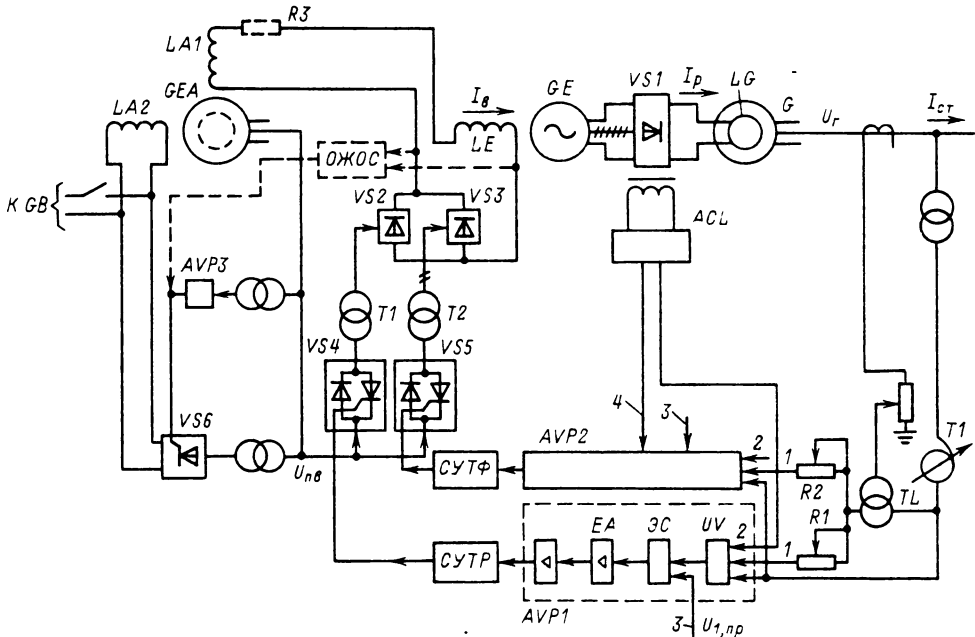 R3
LA1
GEA
LA2
Iв
LE
GE
VS1
Iр
LG
G
Uг
Iст
ОЖОС
VS2
VS3
К GB
ACL
AVP3
T1
T2
VS4
VS5
VS6
Uпв
4
3
AVP2
2
1
R2
T1
СУТФ
TL
R1
EA
ЭС
UV
2
1
СУТР
AVP1
3
U1,пр